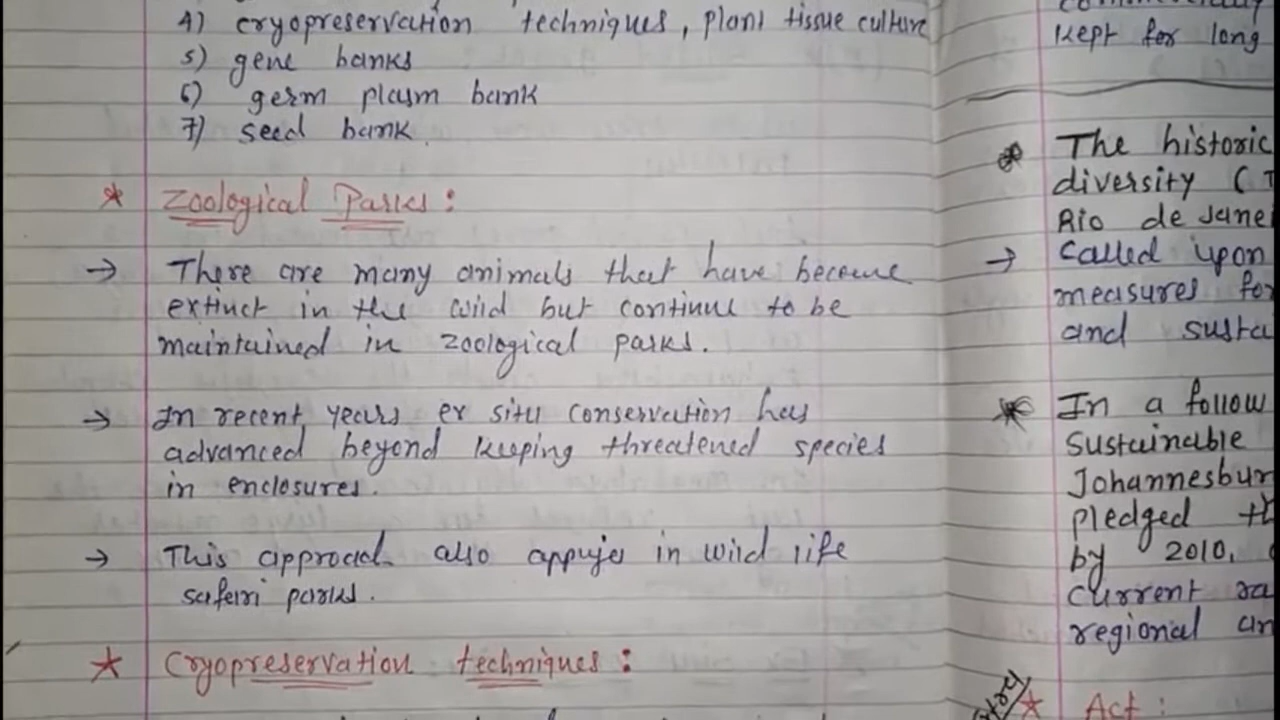 4) cryopreservation techniques, plant tissue culture
5) gene banks
6) germ plasm bank
7) seed bank.
* Zoological Parks:
→ There are many animals that have become
extinct in the wild but continue to be
maintained in zoological parks.
→ In recent years ex situ conservation has
advanced beyond keeping threatened species
in enclosures.
→ This approach also applies in wild life
safari parks.
* Cryopreservation techniques:
kept for long
* The historic
diversity (
Rio de Jane
→ Called upon
measures for
and susta
* In a follow
sustainable
Johannesbur
pledged th
by 2010,
current ra
regional an
* Act: